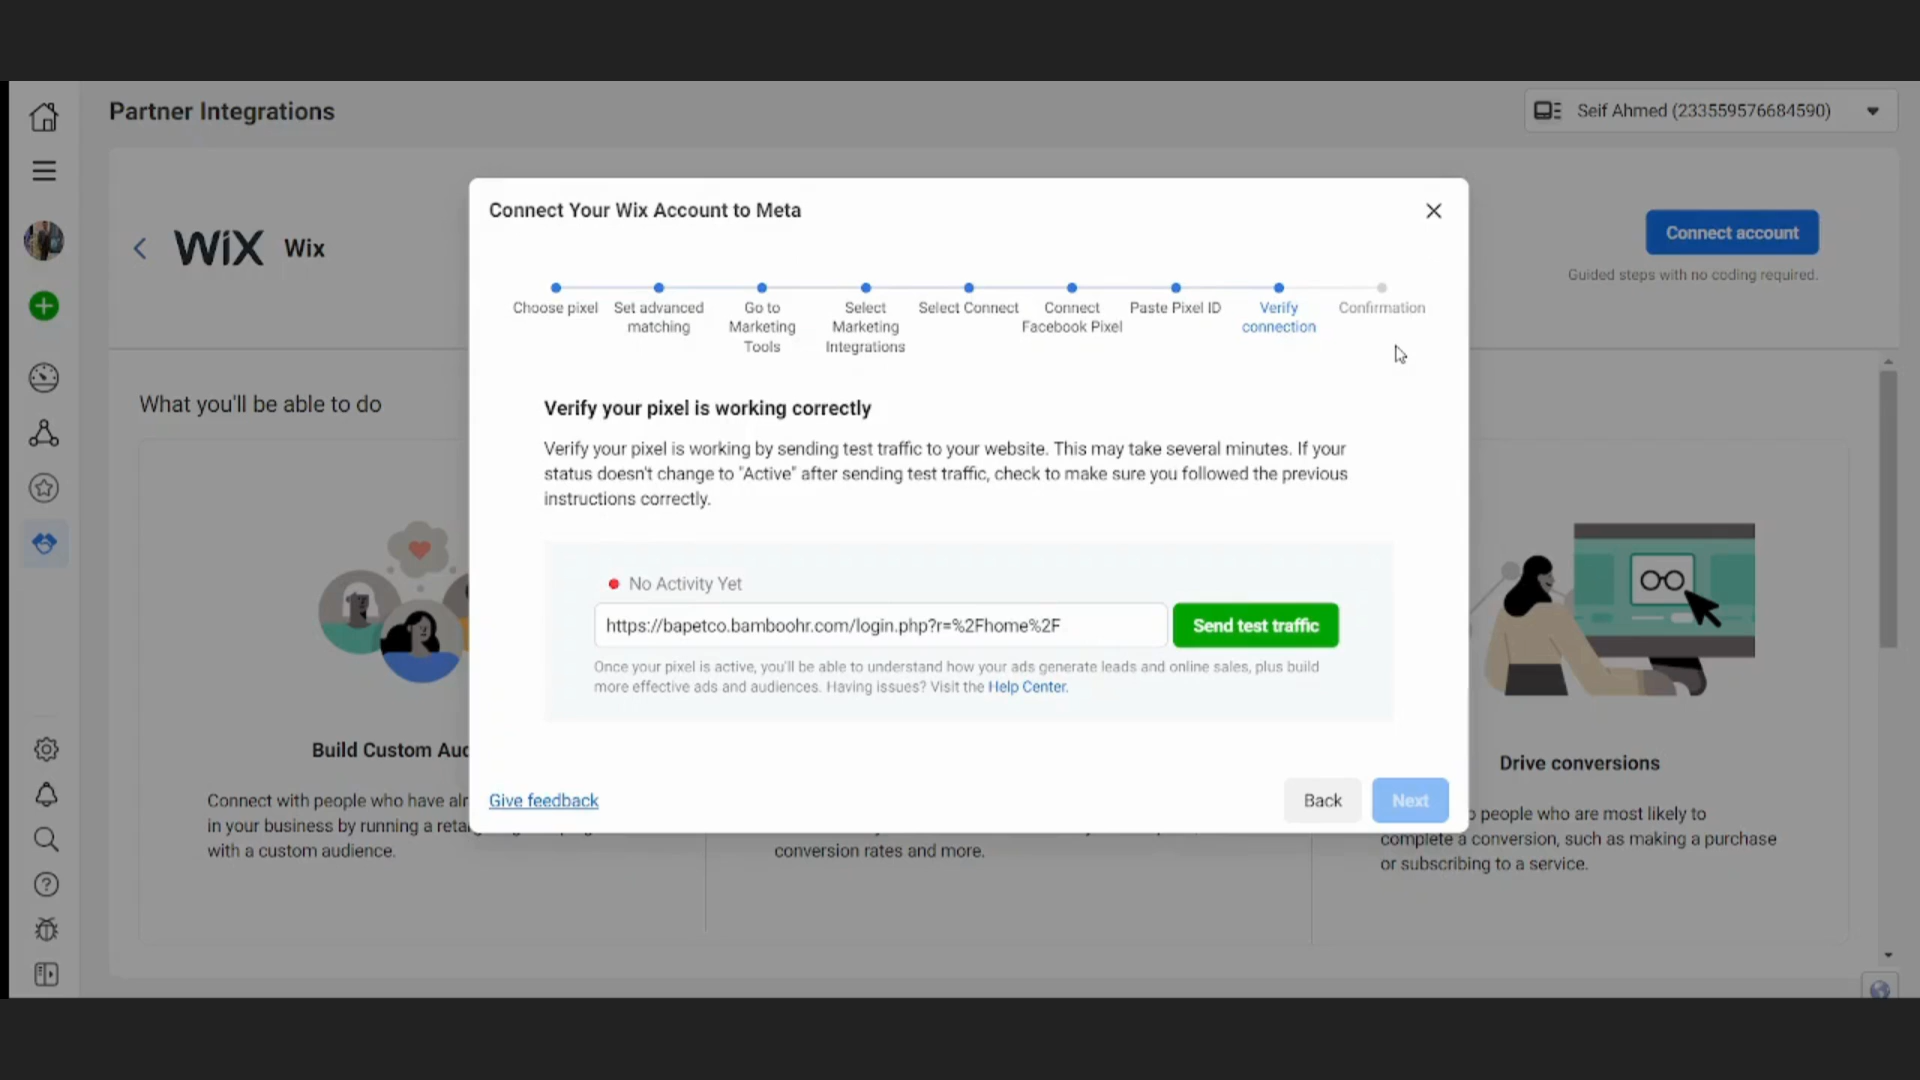 Partner Integrations
Seif Ahmed (233559576684590)
WiX Wix
Connect account
Guided steps with no coding required.
Connect Your Wix Account to Meta
Choose pixel
Set advanced
matching
Go to
Marketing
Tools
Select
Marketing
Integrations
Select Connect
Connect
Facebook Pixel
Paste Pixel ID
Verify
connection
Confirmation
What you'll be able to do
Verify your pixel is working correctly
Verify your pixel is working by sending test traffic to your website. This may take several minutes. If your
status doesn't change to "Active" after sending test traffic, check to make sure you followed the previous
instructions correctly.
No Activity Yet
https://bapetco.bamboohr.com/login.php?r=%2Fhome%2F
Send test traffic
Once your pixel is active, you'll be able to understand how your ads generate leads and online sales, plus build
more effective ads and audiences. Having issues? Visit the Help Center.
Give feedback
Back
Next
Build Custom Aud
Connect with people who have alr
in your business by running a
with a custom audience.
conversion rates and more.
Drive conversions
people who are most likely to
complete a conversion, such as making a purchase
or subscribing to a service.